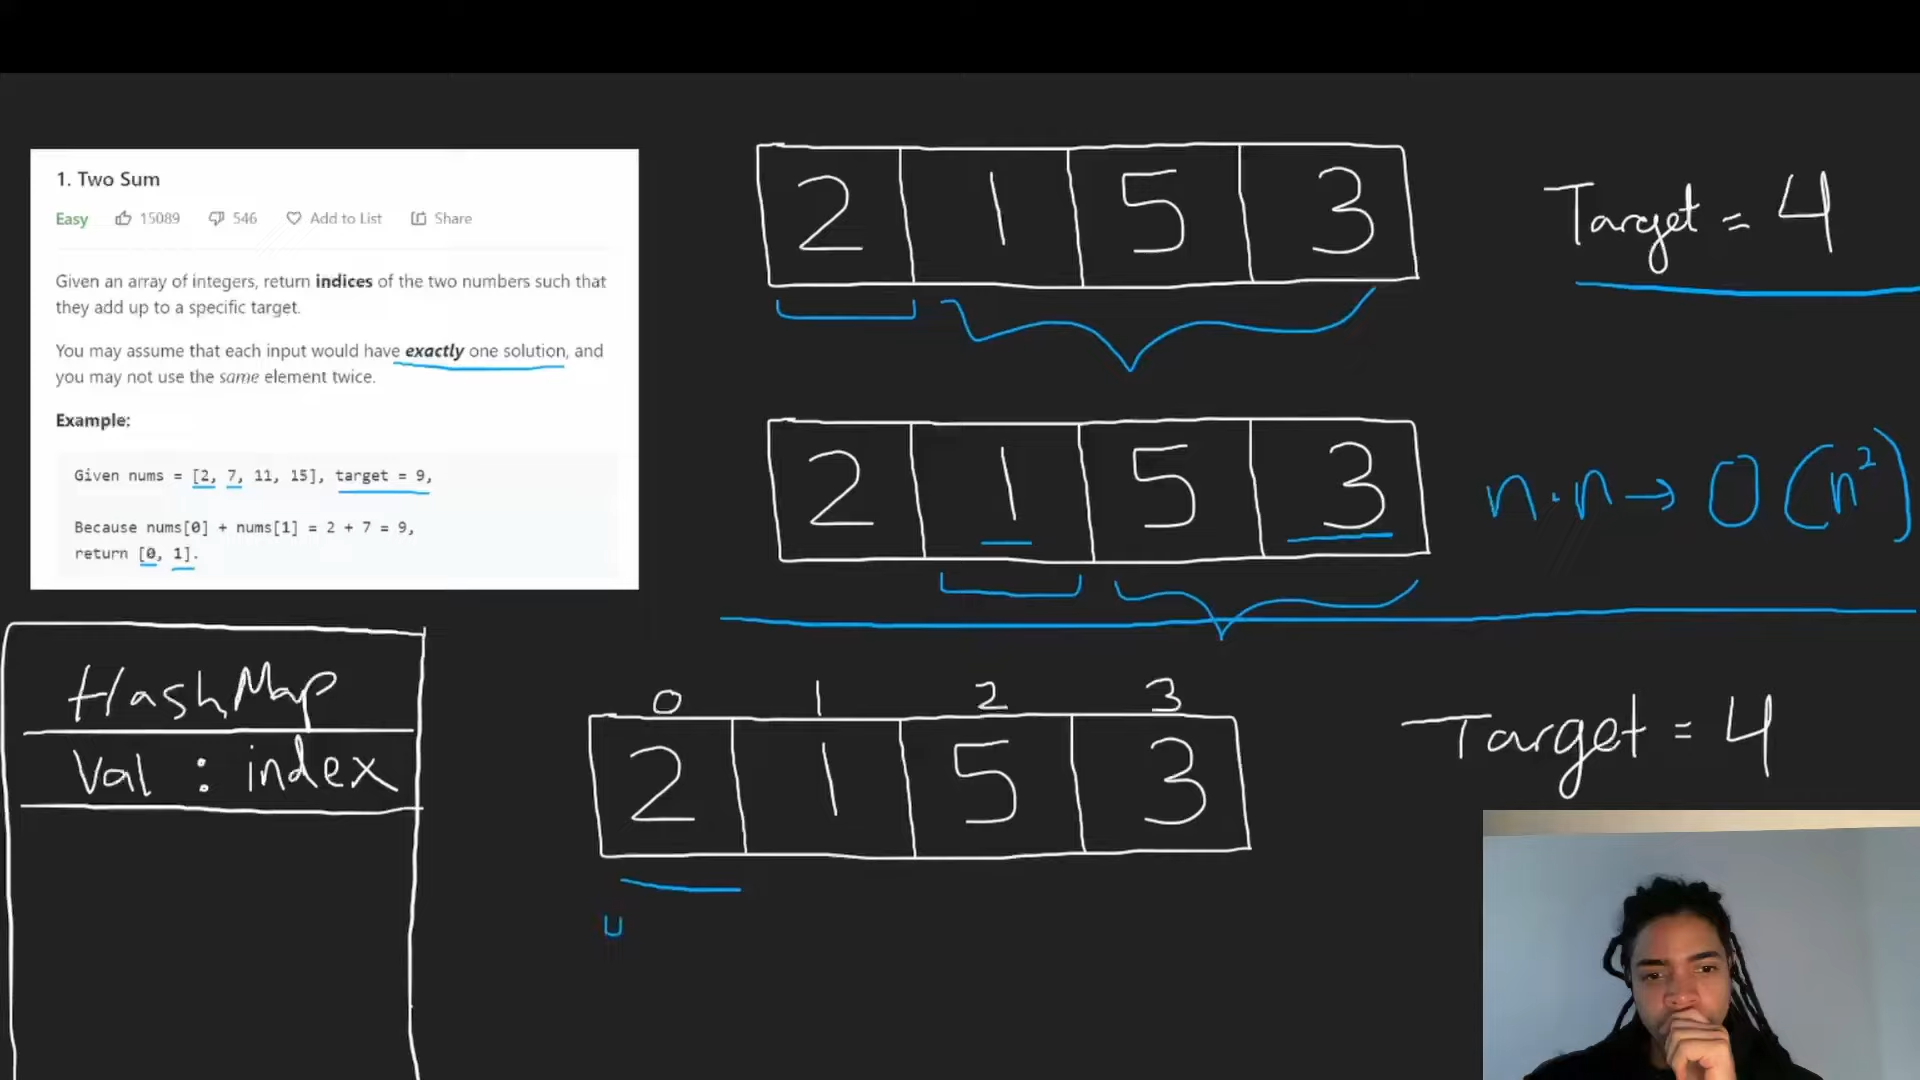 1. Two Sum
Easy 15089 546 Add to List Share
Given an array of integers, return indices of the two numbers such that
they add up to a specific target.
You may assume that each input would have exactly one solution, and
you may not use the same element twice.
Example:
Given nums = [2, 7, 11, 15], target = 9,
Because nums[0] + nums[1] = 2 + 7 = 9,
return [0, 1].
2 1 5 3
Target = 4
2 1 5 3
n · n → O(n²)
HashMap
Val : index
0 1 2 3
2 1 5 3
Target = 4